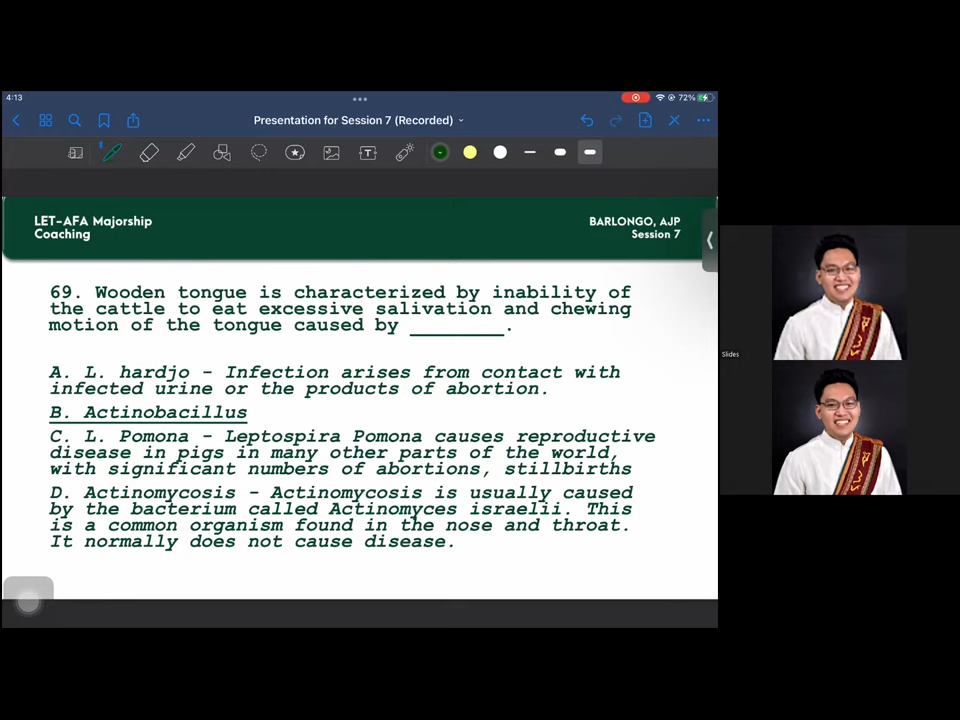 4:13
72%
Presentation for Session 7 (Recorded)
LET-AFA Majorship
Coaching
BARLONGO, AJP
Session 7
69. Wooden tongue is characterized by inability of
the cattle to eat excessive salivation and chewing
motion of the tongue caused by ________.
A. L. hardjo - Infection arises from contact with
infected urine or the products of abortion.
B. Actinobacillus
C. L. Pomona - Leptospira Pomona causes reproductive
disease in pigs in many other parts of the world,
with significant numbers of abortions, stillbirths
D. Actinomycosis - Actinomycosis is usually caused
by the bacterium called Actinomyces israelii. This
is a common organism found in the nose and throat.
It normally does not cause disease.
Slides